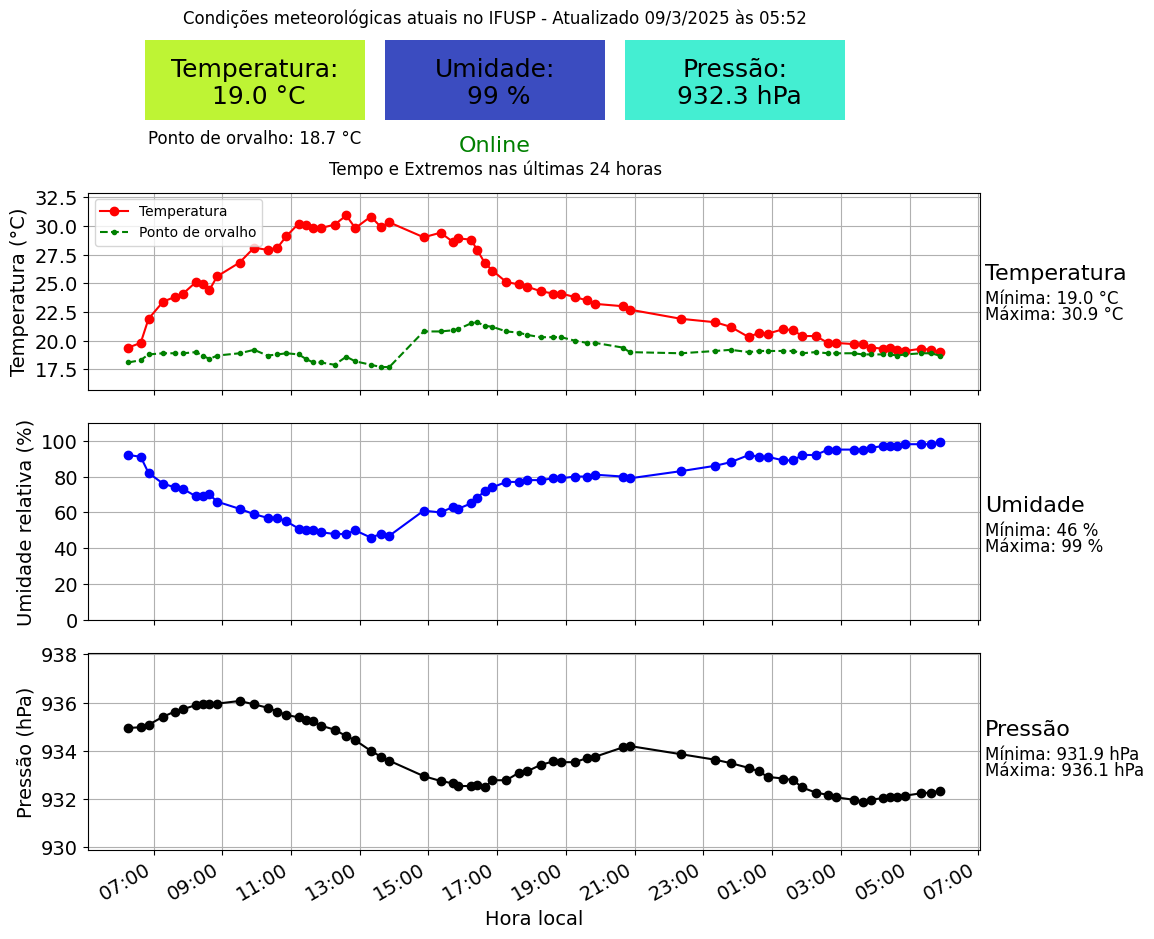 Condições meteorológicas atuais no IFUSP - Atualizado 09/3/2025 às 05:52
Temperatura:
19.0 °C
Umidade:
99 %
Pressão:
932.3 hPa
Ponto de orvalho: 18.7 °C
Online
Tempo e Extremos nas últimas 24 horas
Temperatura (°C)
32.5
30.0
27.5
25.0
22.5
20.0
17.5
Temperatura
Ponto de orvalho
Temperatura
Mínima: 19.0 °C
Máxima: 30.9 °C
Umidade relativa (%)
100
80
60
40
20
0
Umidade
Mínima: 46 %
Máxima: 99 %
Pressão (hPa)
938
936
934
932
930
Pressão
Mínima: 931.9 hPa
Máxima: 936.1 hPa
07:00 09:00 11:00 13:00 15:00 17:00 19:00 21:00 23:00 01:00 03:00 05:00 07:00
Hora local